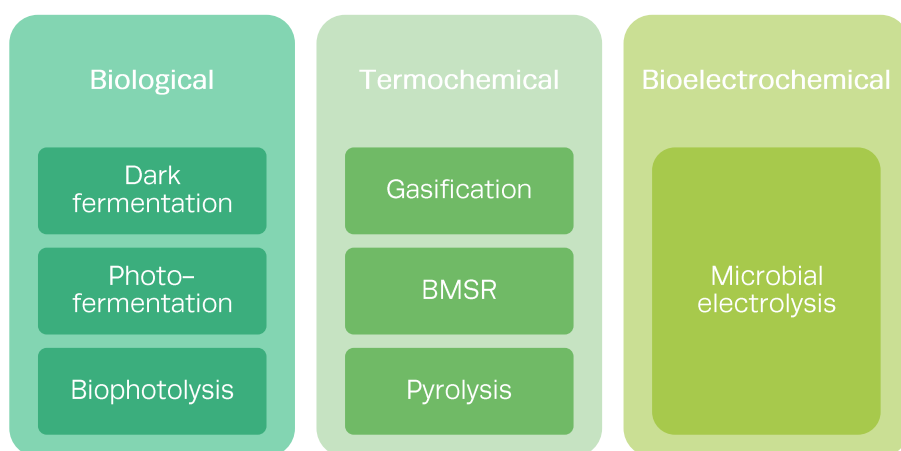 Biological
Dark
fermentation
Photo-
fermentation
Biophotolysis
Termochemical
Gasification
BMSR
Pyrolysis
Bioelectrochemical
Microbial
electrolysis